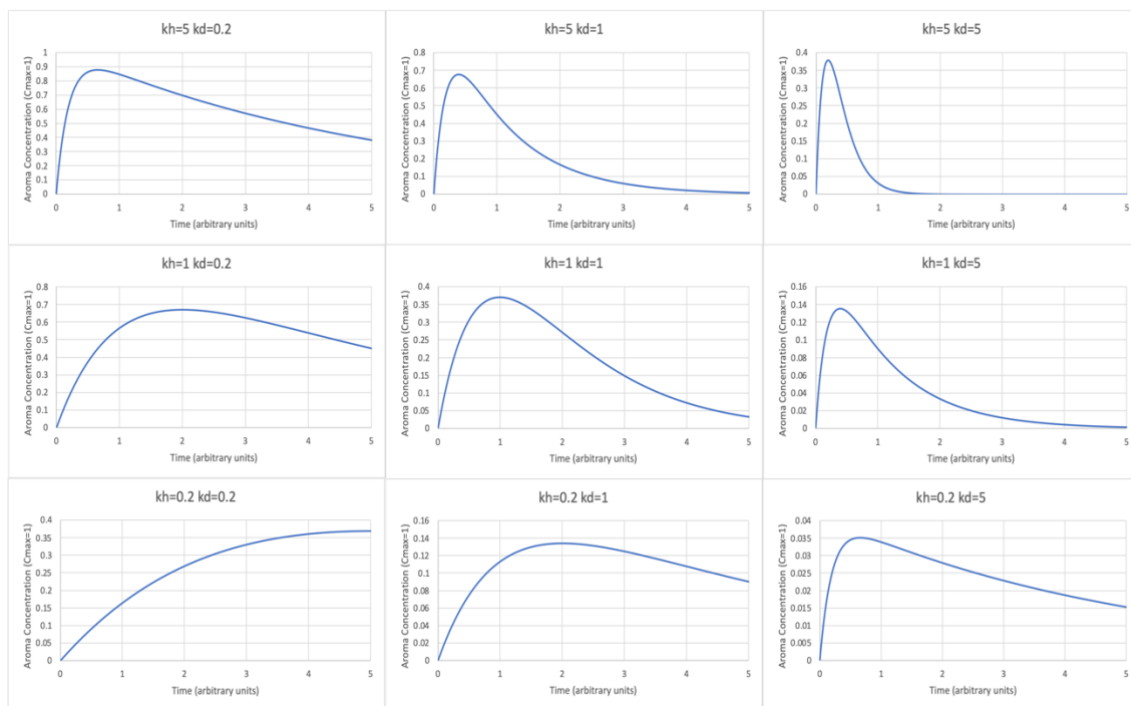 kh=5 kd=0.2
Aroma Concentration (Cmax=1)
1
0.9
0.8
0.7
0.6
0.5
0.4
0.3
0.2
0.1
0
0 1 2 3 4 5
Time (arbitrary units)
kh=5 kd=1
Aroma Concentration (Cmax=1)
0.8
0.7
0.6
0.5
0.4
0.3
0.2
0.1
0
0 1 2 3 4 5
Time (arbitrary units)
kh=5 kd=5
Aroma Concentration (Cmax=1)
0.4
0.35
0.3
0.25
0.2
0.15
0.1
0.05
0
0 1 2 3 4 5
Time (arbitrary units)
kh=1 kd=0.2
Aroma Concentration (Cmax=1)
0.8
0.7
0.6
0.5
0.4
0.3
0.2
0.1
0
0 1 2 3 4 5
Time (arbitrary units)
kh=1 kd=1
Aroma Concentration (Cmax=1)
0.4
0.35
0.3
0.25
0.2
0.15
0.1
0.05
0
0 1 2 3 4 5
Time (arbitrary units)
kh=1 kd=5
Aroma Concentration (Cmax=1)
0.16
0.14
0.12
0.1
0.08
0.06
0.04
0.02
0
0 1 2 3 4 5
Time (arbitrary units)
kh=0.2 kd=0.2
Aroma Concentration (Cmax=1)
0.4
0.35
0.3
0.25
0.2
0.15
0.1
0.05
0
0 1 2 3 4 5
Time (arbitrary units)
kh=0.2 kd=1
Aroma Concentration (Cmax=1)
0.16
0.14
0.12
0.1
0.08
0.06
0.04
0.02
0
0 1 2 3 4 5
Time (arbitrary units)
kh=0.2 kd=5
Aroma Concentration (Cmax=1)
0.04
0.035
0.03
0.025
0.02
0.015
0.01
0.005
0
0 1 2 3 4 5
Time (arbitrary units)